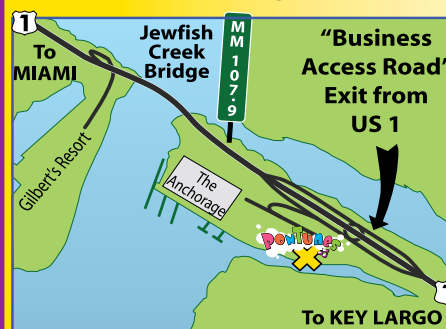 1
To
MIAMI
Jewfish
Creek
Bridge
MM 107.9
“Business
Access Road”
Exit from
US 1
Gilbert's Resort
The
Anchorage
PowTunes
X
To KEY LARGO